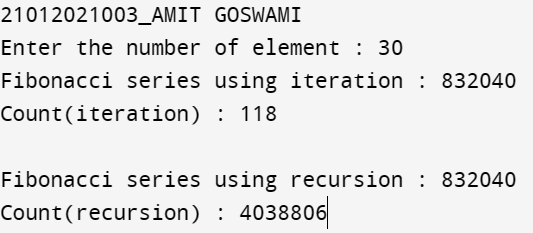 21012021003_AMIT GOSWAMI
Enter the number of element : 30
Fibonacci series using iteration : 832040
Count(iteration) : 118
Fibonacci series using recursion : 832040
Count(recursion) : 4038806